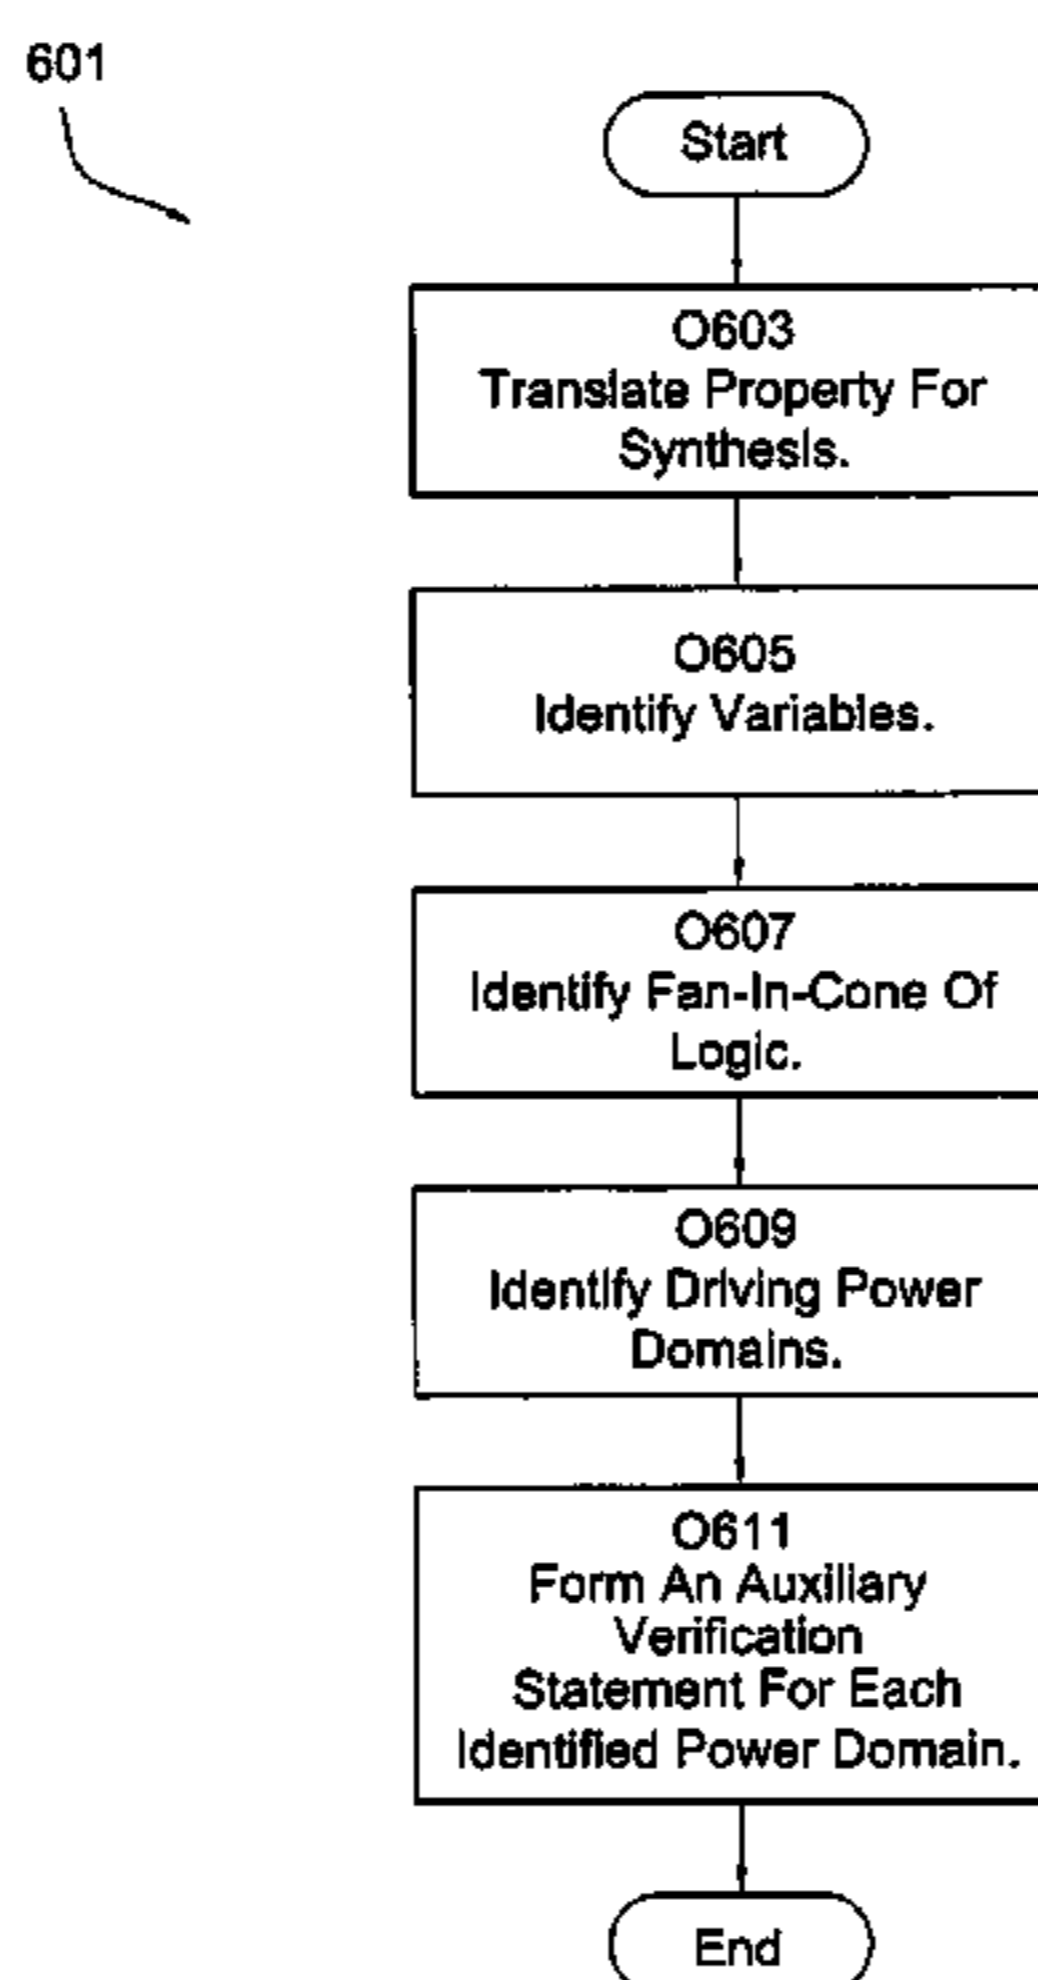 601
Start
O603
Translate Property For
Synthesis.
O605
Identify Variables.
O607
Identify Fan-In-Cone Of
Logic.
O609
Identify Driving Power
Domains.
O611
Form An Auxiliary
Verification
Statement For Each
Identified Power Domain.
End